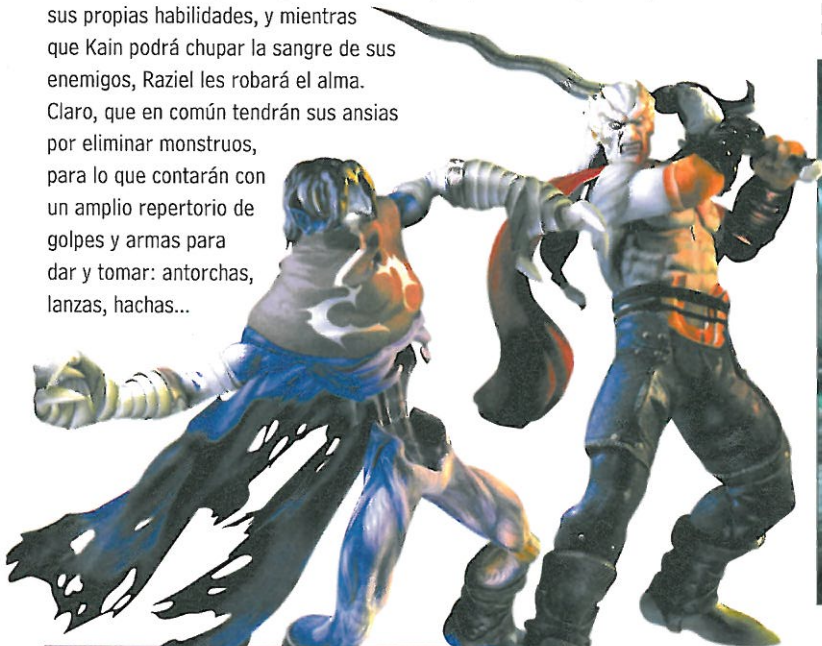 sus propias habilidades, y mientras
que Kain podrá chupar la sangre de sus
enemigos, Raziel les robará el alma.
Claro, que en común tendrán sus ansias
por eliminar monstruos,
para lo que contarán con
un amplio repertorio de
golpes y armas para
dar y tomar: antorchas,
lanzas, hachas...